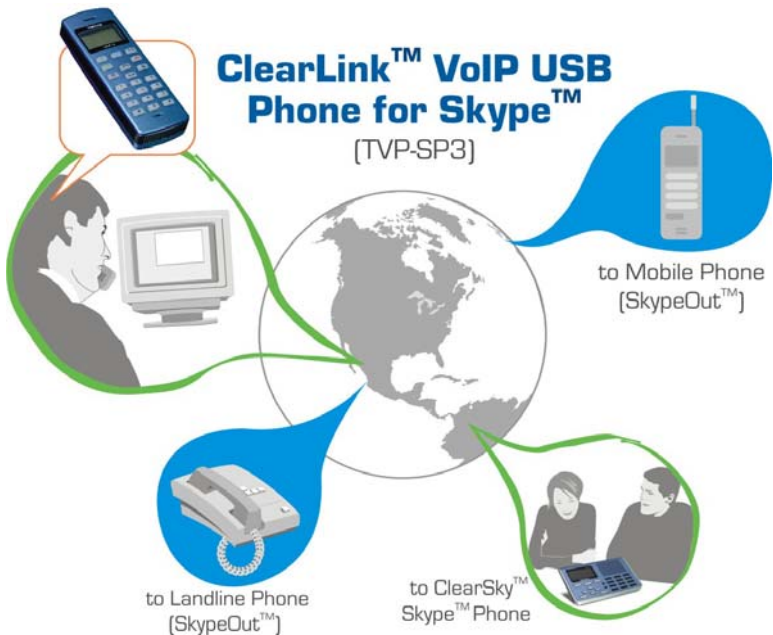 ClearLink™ VoIP USB
Phone for Skype™
(TVP-SP3)
to Mobile Phone
(SkypeOut™)
to Landline Phone
(SkypeOut™)
to ClearSky™
Skype™ Phone